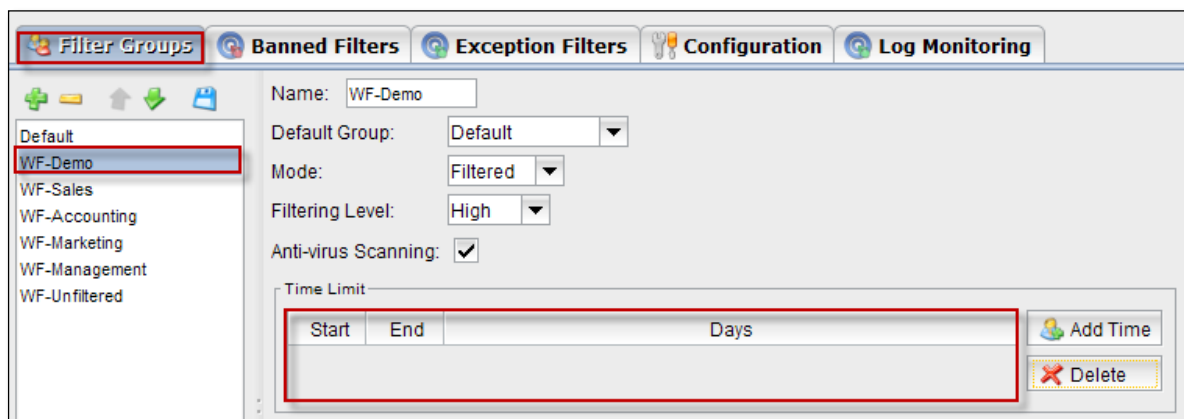 Filter Groups Banned Filters Exception Filters Configuration Log Monitoring
Default
WF-Demo
WF-Sales
WF-Accounting
WF-Marketing
WF-Management
WF-Unfiltered
Name: WF-Demo
Default Group: Default
Mode: Filtered
Filtering Level: High
Anti-virus Scanning:
Time Limit
Start End Days
Add Time
Delete